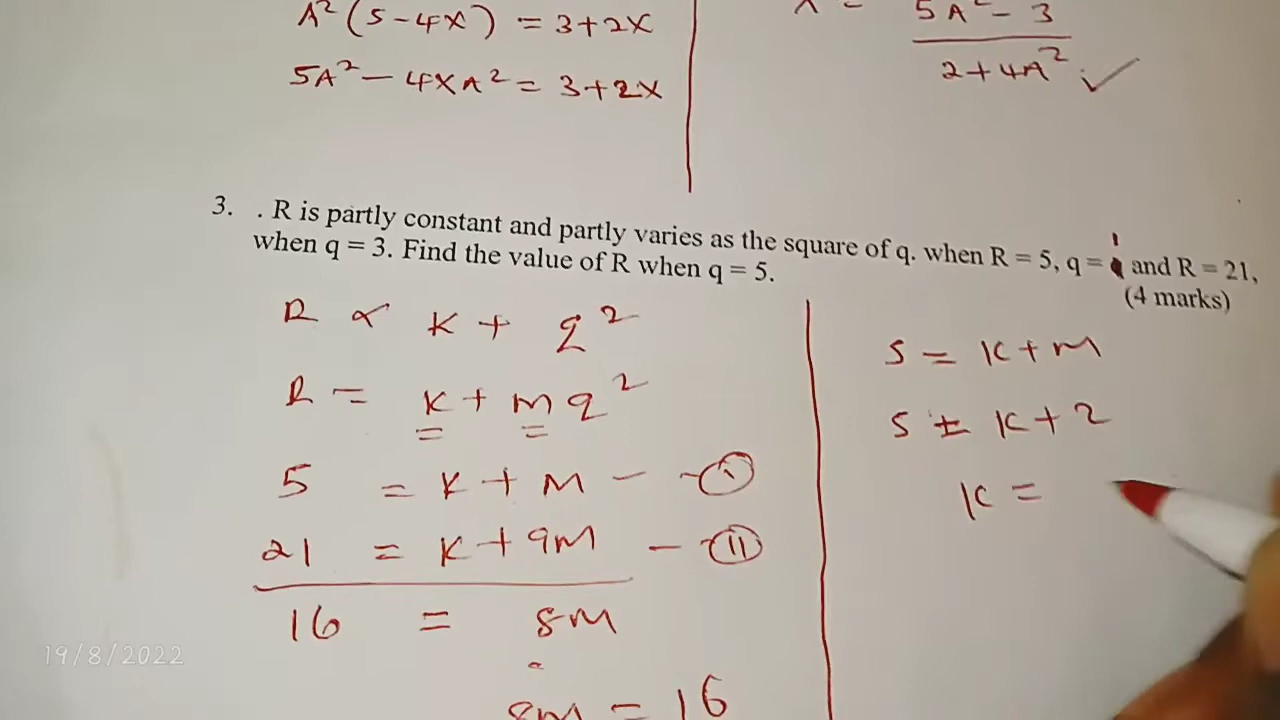 A² (5 - 4x) = 3 + 2x
5A² - 4xA² = 3 + 2x
5A² - 3
2 + 4A² ✓
3. . R is partly constant and partly varies as the square of q. when R = 5, q = 1 and R = 21,
when q = 3. Find the value of R when q = 5.
(4 marks)
R ∝ K + q²
R = K + mq²
5 = K + M - (i)
21 = K + 9M - (ii)
16 = 8M
8M = 16
5 = K + M
5 = K + 2
K =
19/8/2022